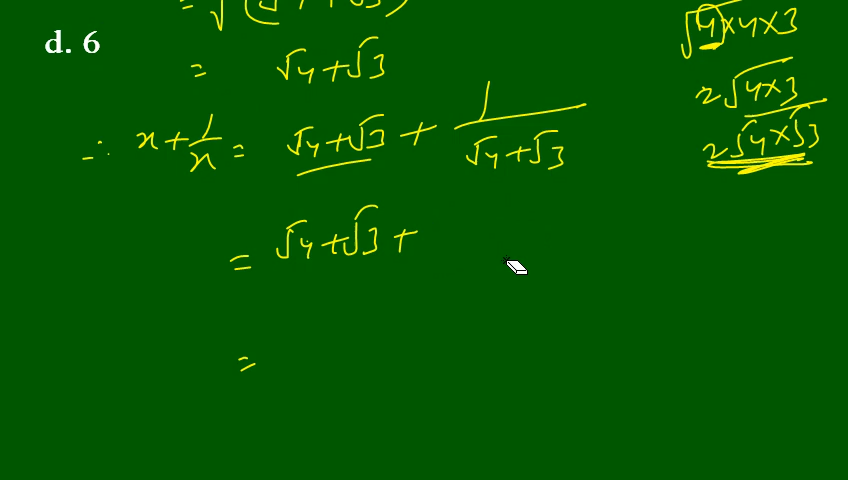 d. 6
= √4+√3
∴ x + 1/x = √4+√3 + 1/(√4+√3)
= √4+√3 +
=
√4×4×3
2√4×3
2√4×√3